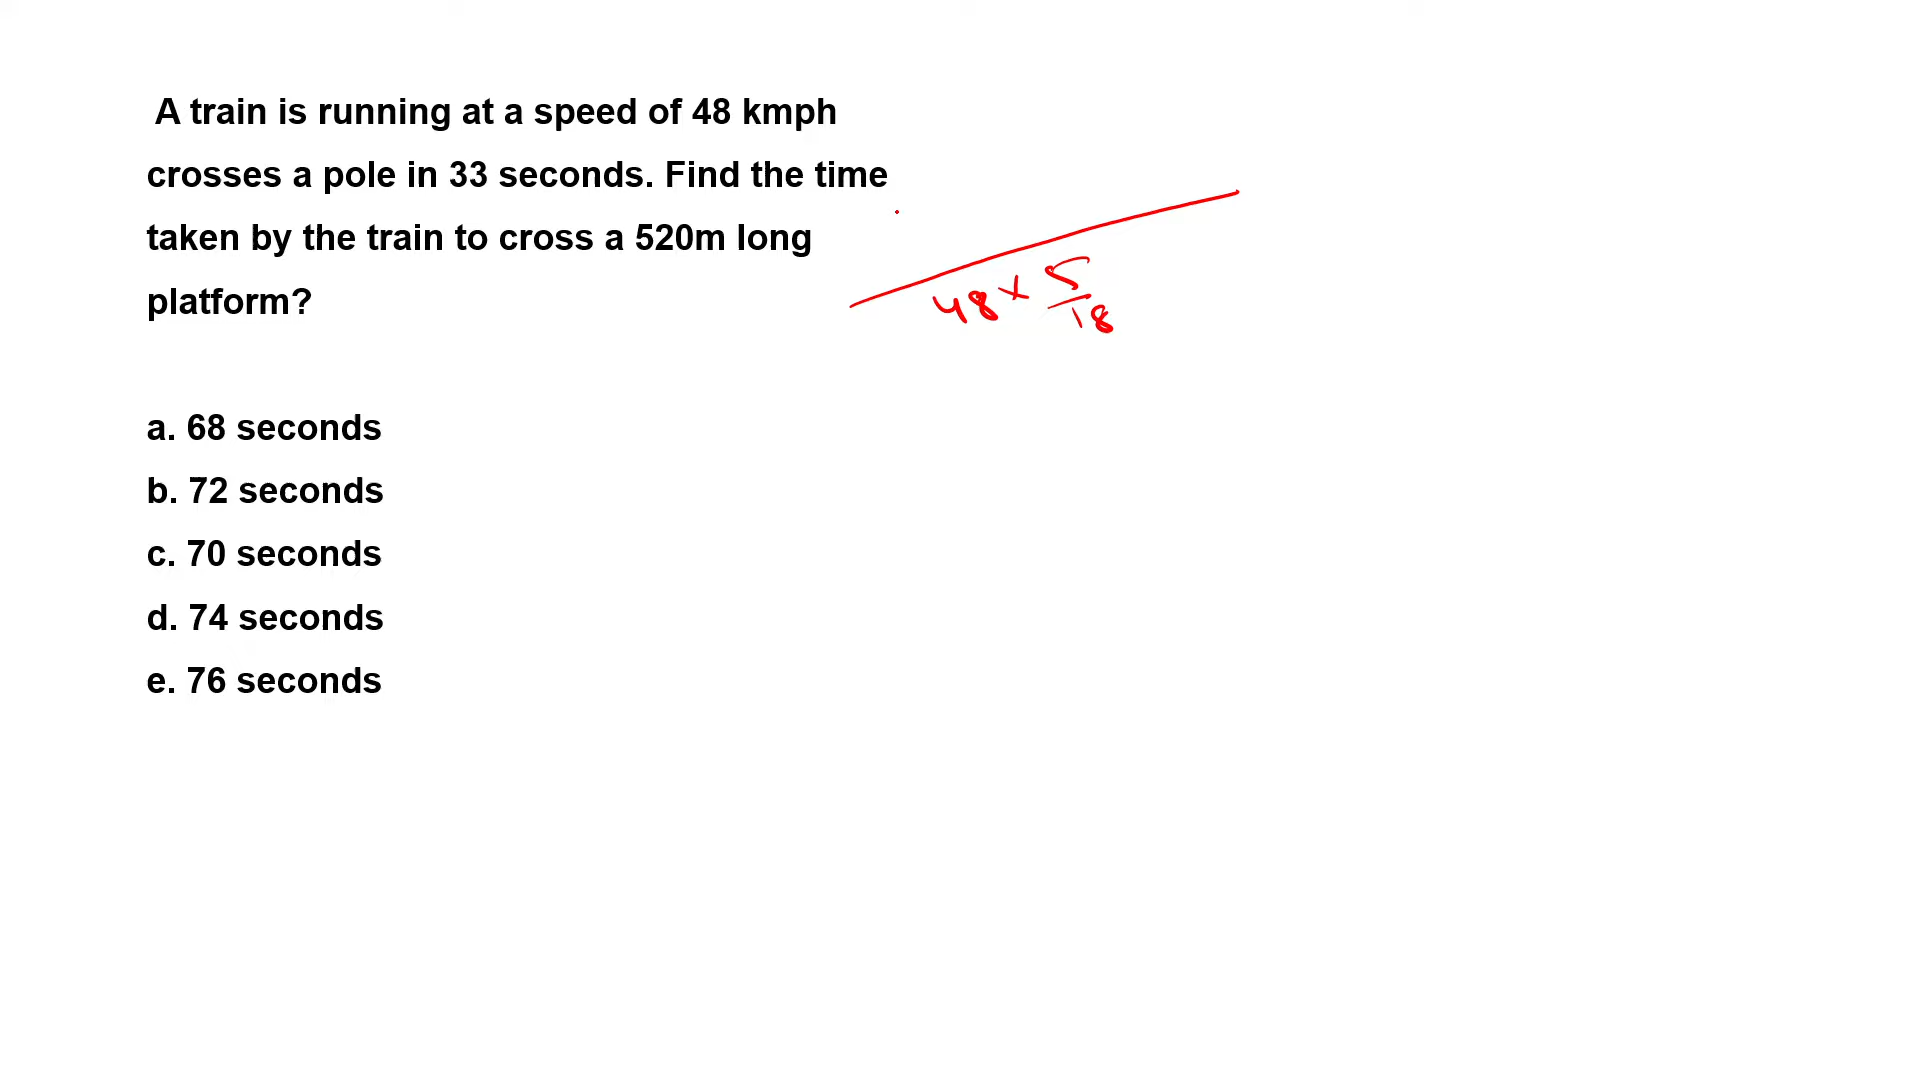 A train is running at a speed of 48 kmph
crosses a pole in 33 seconds. Find the time
taken by the train to cross a 520m long
platform?
48 × 5/18
a. 68 seconds
b. 72 seconds
c. 70 seconds
d. 74 seconds
e. 76 seconds